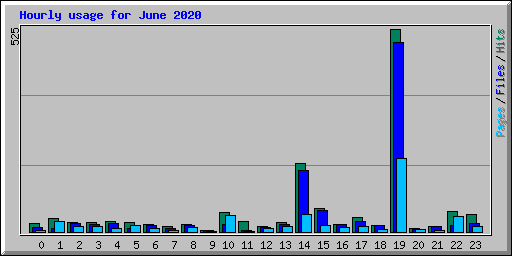 Hourly usage for June 2020
525
Pages / Files / Hits
0 1 2 3 4 5 6 7 8 9 10 11 12 13 14 15 16 17 18 19 20 21 22 23